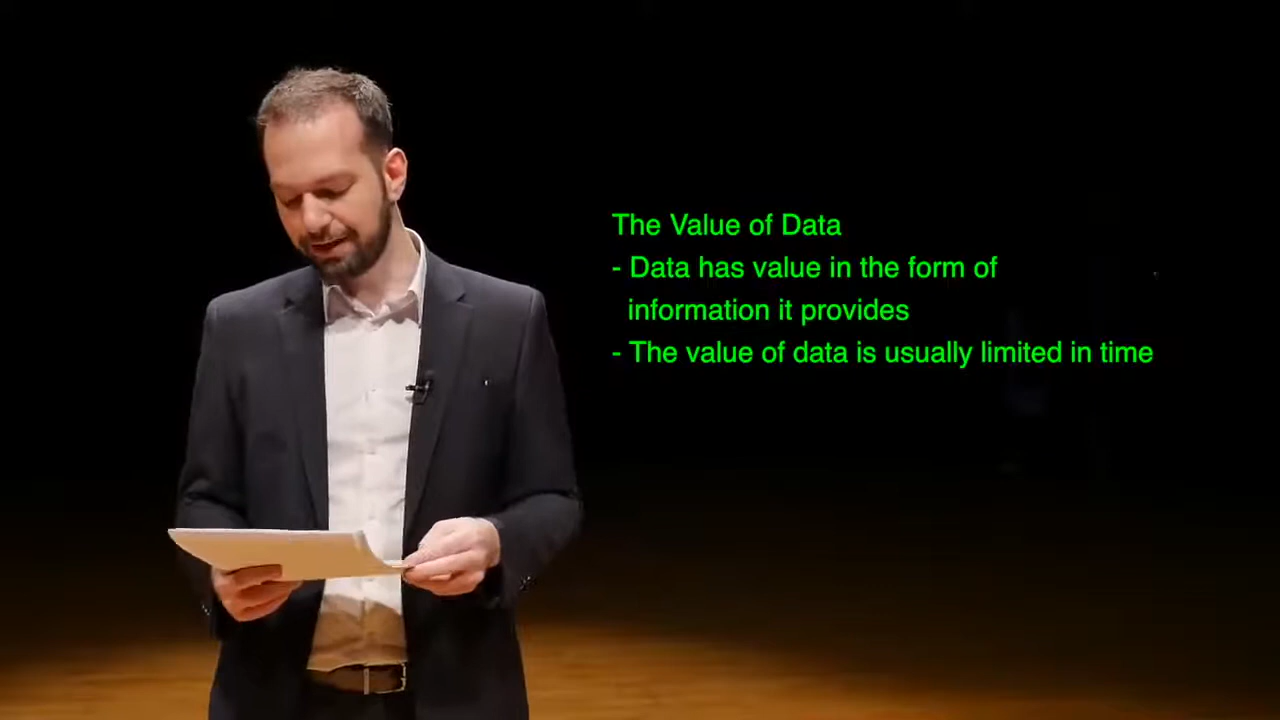 The Value of Data
- Data has value in the form of
information it provides
- The value of data is usually limited in time